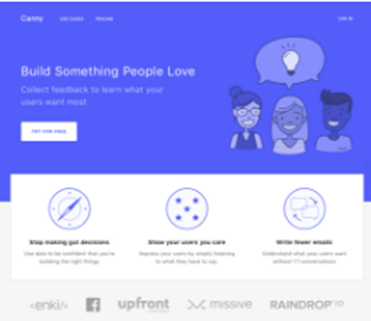 Canny USE CASES PRICING LOG IN
Build Something People Love
Collect feedback to learn what your
users want most
TRY FOR FREE
Stop making gut decisions
Use data to be confident that you're
building the right things
Show your users you care
Impress your users by simply listening
to what they have to say.
Write fewer emails
Understand what your users want
without 1:1 conversations
<enki/> upfront missive RAINDROP.IO